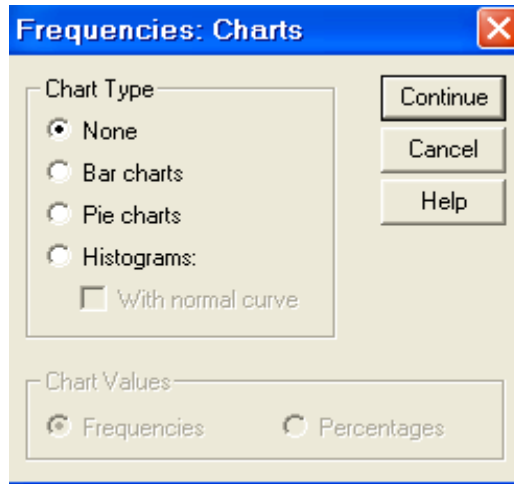 Frequencies: Charts
Chart Type
None
Bar charts
Pie charts
Histograms:
With normal curve
Continue
Cancel
Help
Chart Values
Frequencies
Percentages